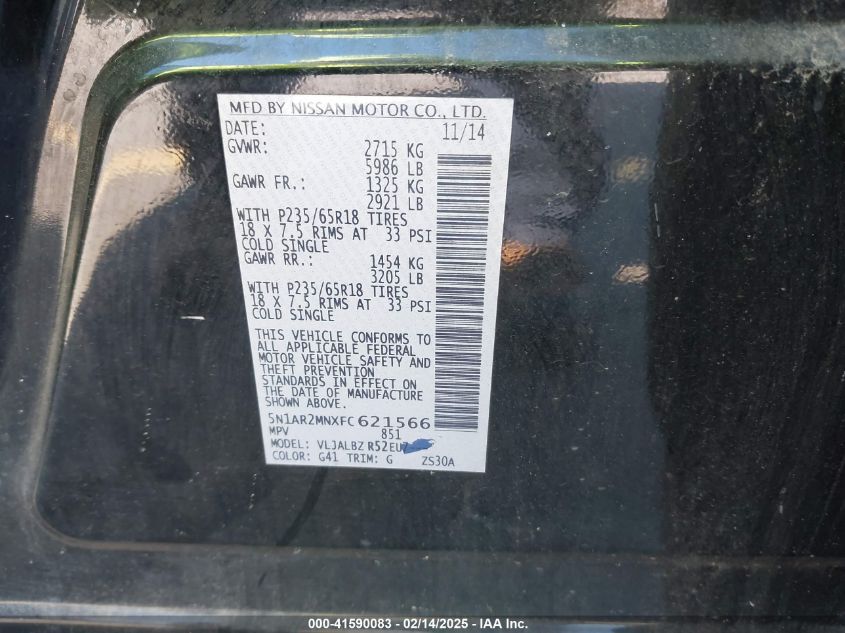 MFD BY NISSAN MOTOR CO., LTD.
DATE: 11/14
GVWR: 2715 KG
5986 LB
GAWR FR.: 1325 KG
2921 LB
WITH P235/65R18 TIRES
18 X 7.5 RIMS AT 33 PSI
COLD SINGLE
GAWR RR.: 1454 KG
3205 LB
WITH P235/65R18 TIRES
18 X 7.5 RIMS AT 33 PSI
COLD SINGLE
THIS VEHICLE CONFORMS TO
ALL APPLICABLE FEDERAL
MOTOR VEHICLE SAFETY AND
THEFT PREVENTION
STANDARDS IN EFFECT ON
THE DATE OF MANUFACTURE
SHOWN ABOVE.
5N1AR2MNXFC 621566
MPV 851
MODEL: VLJALBZ R52EU
COLOR: G41 TRIM: G ZS30A
000-41590083 - 02/14/2025 - IAA Inc.